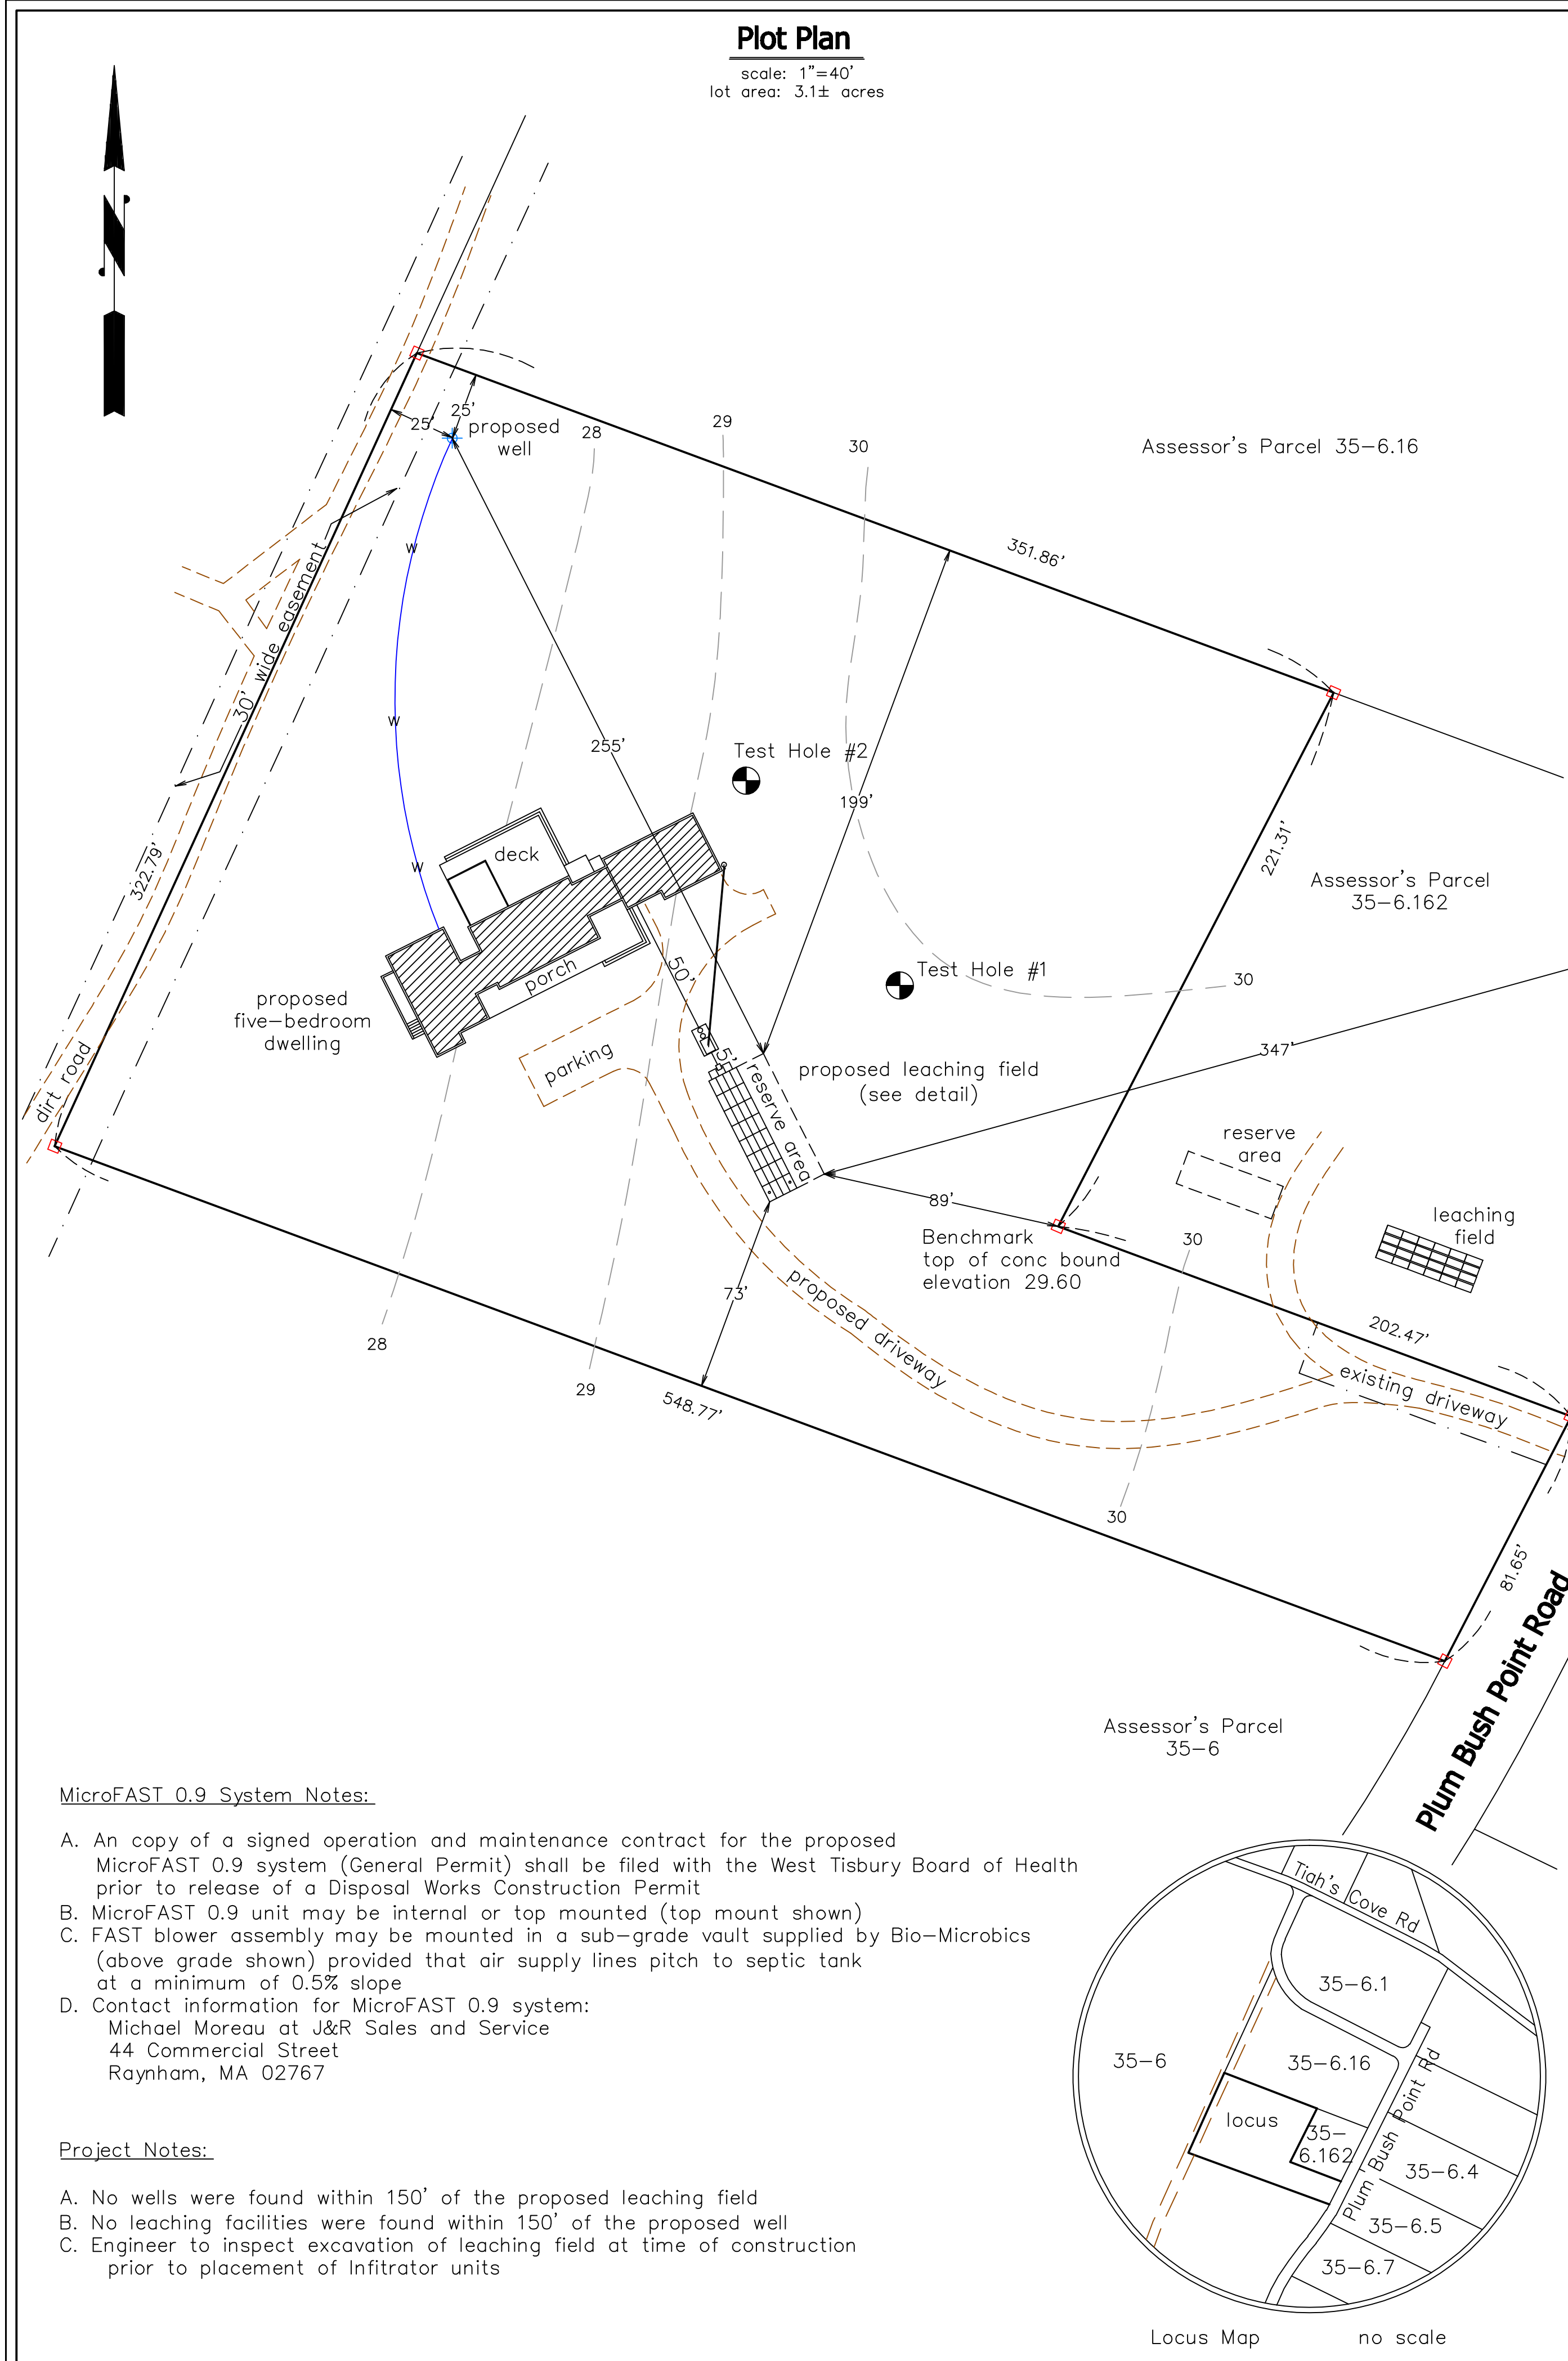 Plot Plan
scale: 1"=40'
lot area: 3.1± acres
N
25'
25'
proposed
well
28
29
30
Assessor's Parcel 35-6.16
351.86'
W
W
W
30' wide easement
255'
Test Hole #2
199'
221.31'
322.79'
deck
Assessor's Parcel
35-6.162
porch
50'
Test Hole #1
30
proposed
five-bedroom
dwelling
347'
parking
5'
reserve area
proposed leaching field
(see detail)
dirt road
reserve
area
89'
leaching
field
Benchmark
top of conc bound
elevation 29.60
30
73'
proposed driveway
202.47'
28
29
548.77'
existing driveway
30
81.65'
Plum Bush Point Road
Assessor's Parcel
35-6
MicroFAST 0.9 System Notes:
A. An copy of a signed operation and maintenance contract for the proposed
MicroFAST 0.9 system (General Permit) shall be filed with the West Tisbury Board of Health
prior to release of a Disposal Works Construction Permit
B. MicroFAST 0.9 unit may be internal or top mounted (top mount shown)
C. FAST blower assembly may be mounted in a sub-grade vault supplied by Bio-Microbics
(above grade shown) provided that air supply lines pitch to septic tank
at a minimum of 0.5% slope
D. Contact information for MicroFAST 0.9 system:
Michael Moreau at J&R Sales and Service
44 Commercial Street
Raynham, MA 02767
Project Notes:
A. No wells were found within 150' of the proposed leaching field
B. No leaching facilities were found within 150' of the proposed well
C. Engineer to inspect excavation of leaching field at time of construction
prior to placement of Infitrator units
Tiah's Cove Rd
35-6.1
35-6
35-6.16
Plum Bush Point Rd
locus
35-
6.162
35-6.4
35-6.5
35-6.7
Locus Map
no scale